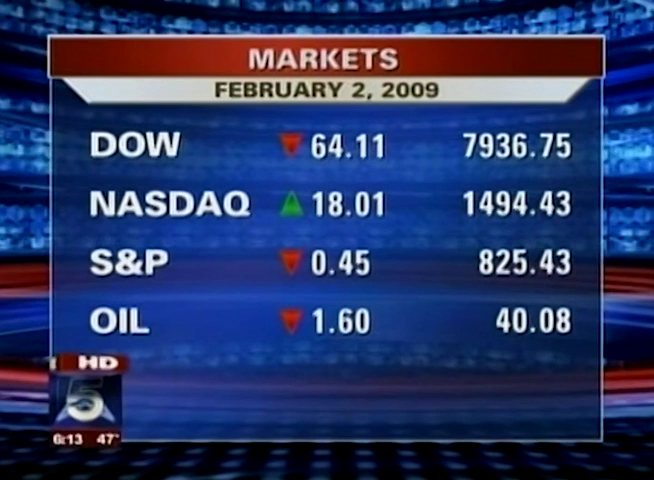 MARKETS
FEBRUARY 2, 2009
DOW ▼ 64.11 7936.75
NASDAQ ▲ 18.01 1494.43
S&P ▼ 0.45 825.43
OIL ▼ 1.60 40.08
HD
5
6:13 47°